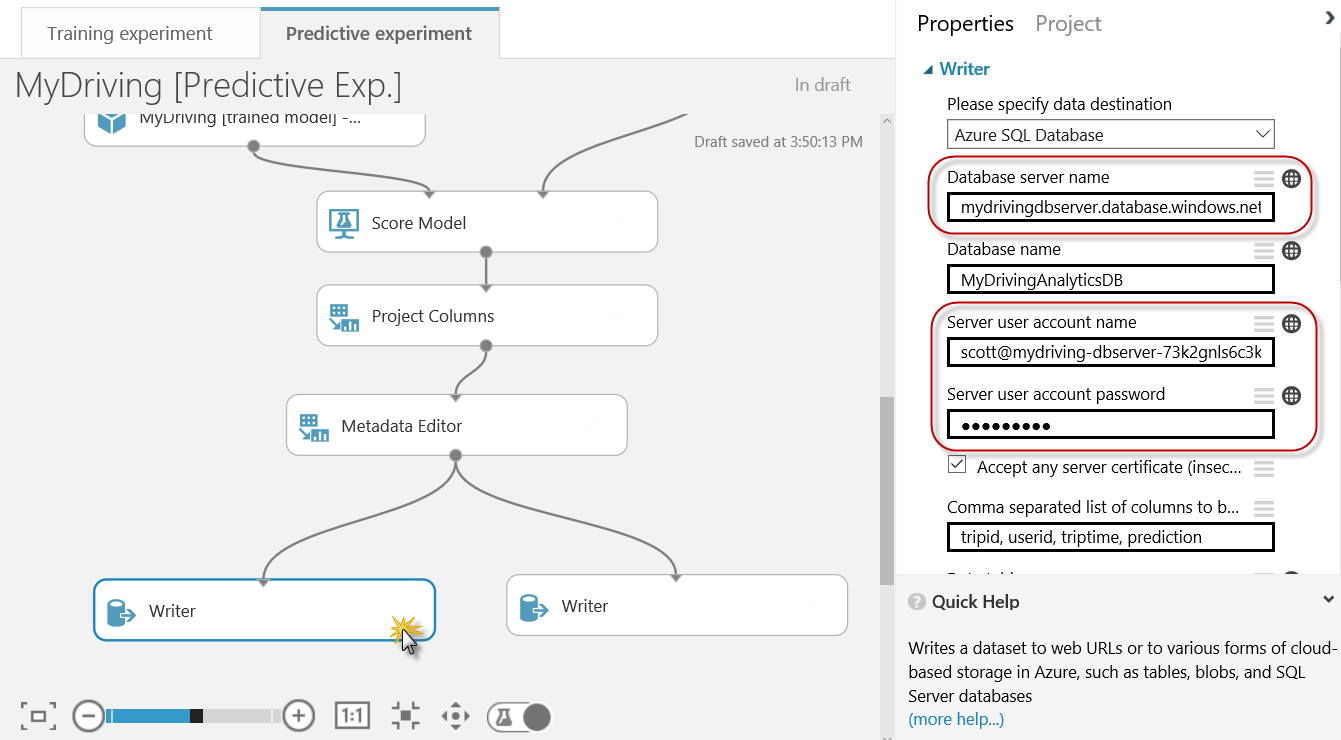 Training experiment
Predictive experiment
MyDriving [Predictive Exp.]
In draft
MyDriving [trained model] -...
Draft saved at 3:50:13 PM
Score Model
Project Columns
Metadata Editor
Writer
Writer
1:1
Properties
Project
Writer
Please specify data destination
Azure SQL Database
Database server name
mydrivingdbserver.database.windows.net
Database name
MyDrivingAnalyticsDB
Server user account name
scott@mydriving-dbserver-73k2gnls6c3k
Server user account password
●●●●●●●●●
Accept any server certificate (insec...
Comma separated list of columns to b...
tripid, userid, triptime, prediction
Quick Help
Writes a dataset to web URLs or to various forms of cloud-
based storage in Azure, such as tables, blobs, and SQL
Server databases
(more help...)